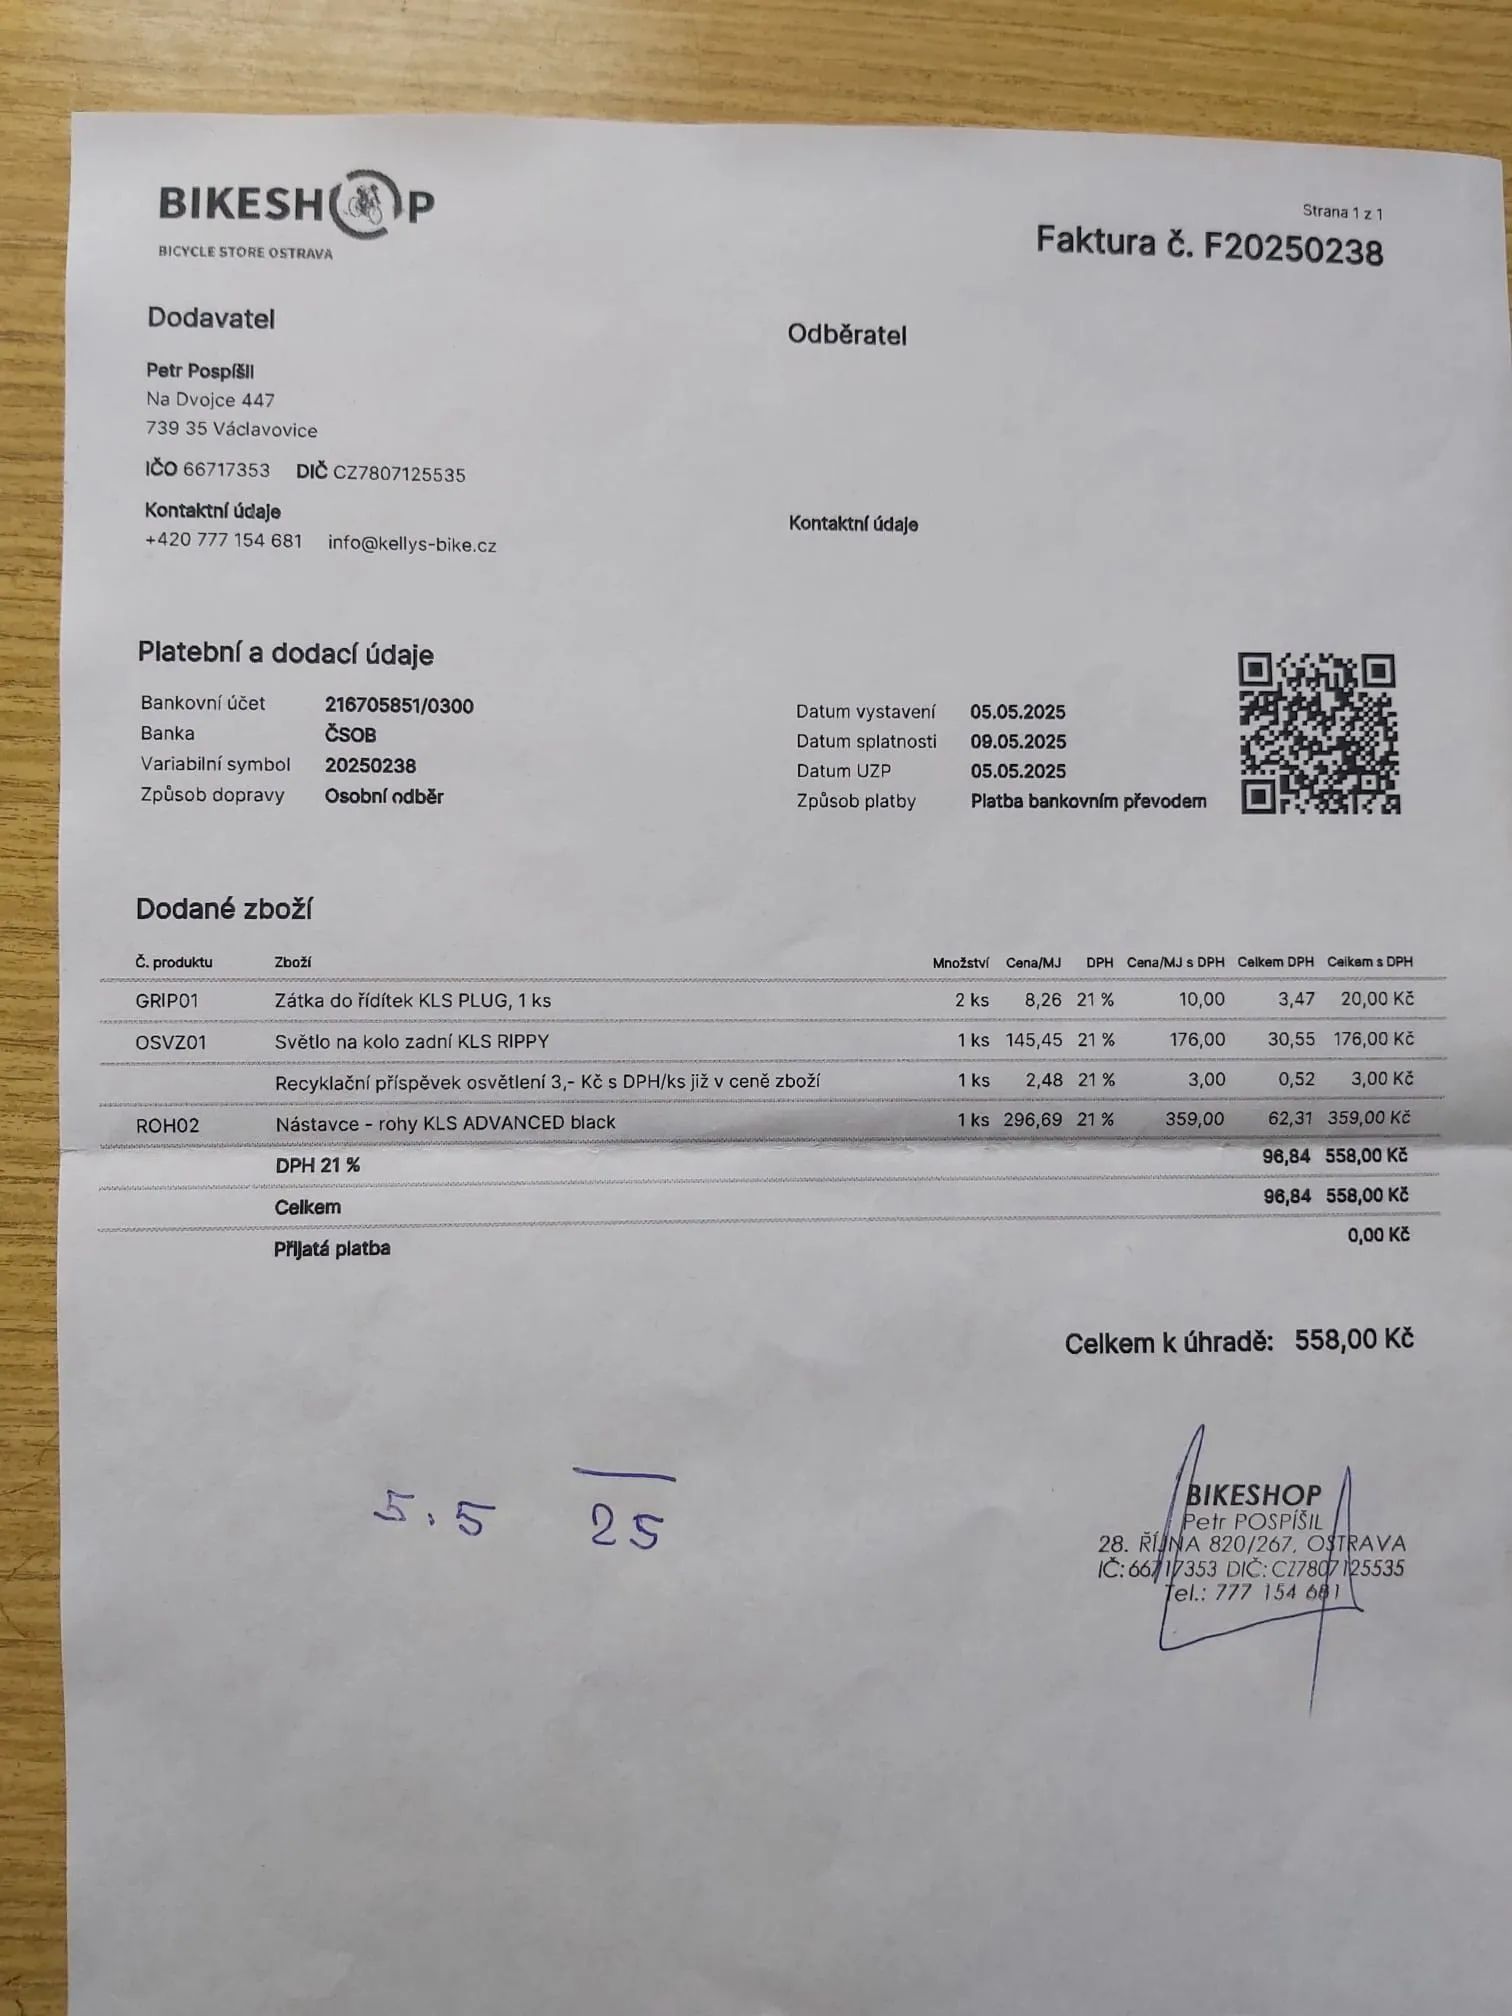 BIKESHOP
BICYCLE STORE OSTRAVA
Strana 1 z 1
Faktura č. F20250238
Dodavatel
Petr Pospíšil
Na Dvojce 447
739 35 Václavovice
IČO 66717353 DIČ CZ7807125535
Kontaktní údaje
+420 777 154 681 info@kellys-bike.cz
Odběratel
Kontaktní údaje
Platební a dodací údaje
Bankovní účet 216705851/0300
Banka ČSOB
Variabilní symbol 20250238
Způsob dopravy Osobní odběr
Datum vystavení 05.05.2025
Datum splatnosti 09.05.2025
Datum UZP 05.05.2025
Způsob platby Platba bankovním převodem
Dodané zboží
Č. produktu Zboží Množství Cena/MJ DPH Cena/MJ s DPH Celkem DPH Celkem s DPH
GRIP01 Zátka do řídítek KLS PLUG, 1 ks 2 ks 8,26 21 % 10,00 3,47 20,00 Kč
OSVZ01 Světlo na kolo zadní KLS RIPPY 1 ks 145,45 21 % 176,00 30,55 176,00 Kč
Recyklační příspěvek osvětlení 3,- Kč s DPH/ks již v ceně zboží 1 ks 2,48 21 % 3,00 0,52 3,00 Kč
ROH02 Nástavce - rohy KLS ADVANCED black 1 ks 296,69 21 % 359,00 62,31 359,00 Kč
DPH 21 % 96,84 558,00 Kč
Celkem 96,84 558,00 Kč
Přijatá platba 0,00 Kč
Celkem k úhradě: 558,00 Kč
5.5 25
BIKESHOP
Petr POSPÍŠIL
28. ŘÍJNA 820/267, OSTRAVA
IČ: 66717353 DIČ: CZ7807125535
Tel.: 777 154 681